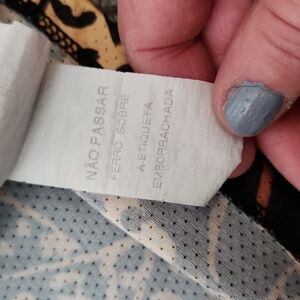 NÃO PASSAR
FERRO SOBRE
A ETIQUETA
EMBORRACHADA